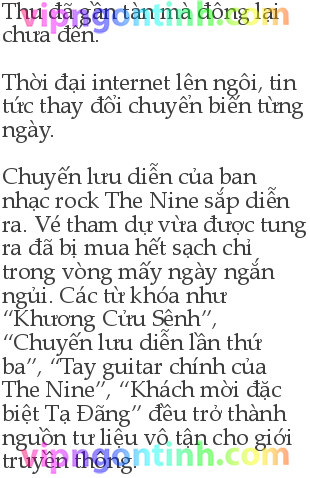 Thu đã gần tàn mà đông lại
chưa đến.
Thời đại internet lên ngôi, tin
tức thay đổi chuyển biến từng
ngày.
Chuyến lưu diễn của ban
nhạc rock The Nine sắp diễn
ra. Vé tham dự vừa được tung
ra đã bị mua hết sạch chỉ
trong vòng mấy ngày ngắn
ngủi. Các từ khóa như
“Khương Cửu Sênh”,
“Chuyến lưu diễn lần thứ
ba”, “Tay guitar chính của
The Nine”, “Khách mời đặc
biệt Tạ Đãng” đều trở thành
nguồn tư liệu vô tận cho giới
truyền thông.
vipngontinh.com
vipngontinh.com